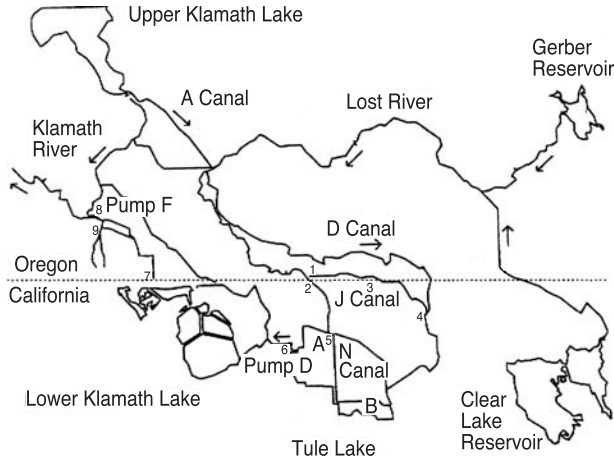 Upper Klamath Lake
Gerber
Reservoir
A Canal
Lost River
Klamath
River
8
Pump F
9
D Canal
Oregon
7
1
California
2
3
J Canal
4
A
5
N
Canal
6
Pump D
B
Lower Klamath Lake
Clear
Lake
Reservoir
Tule Lake